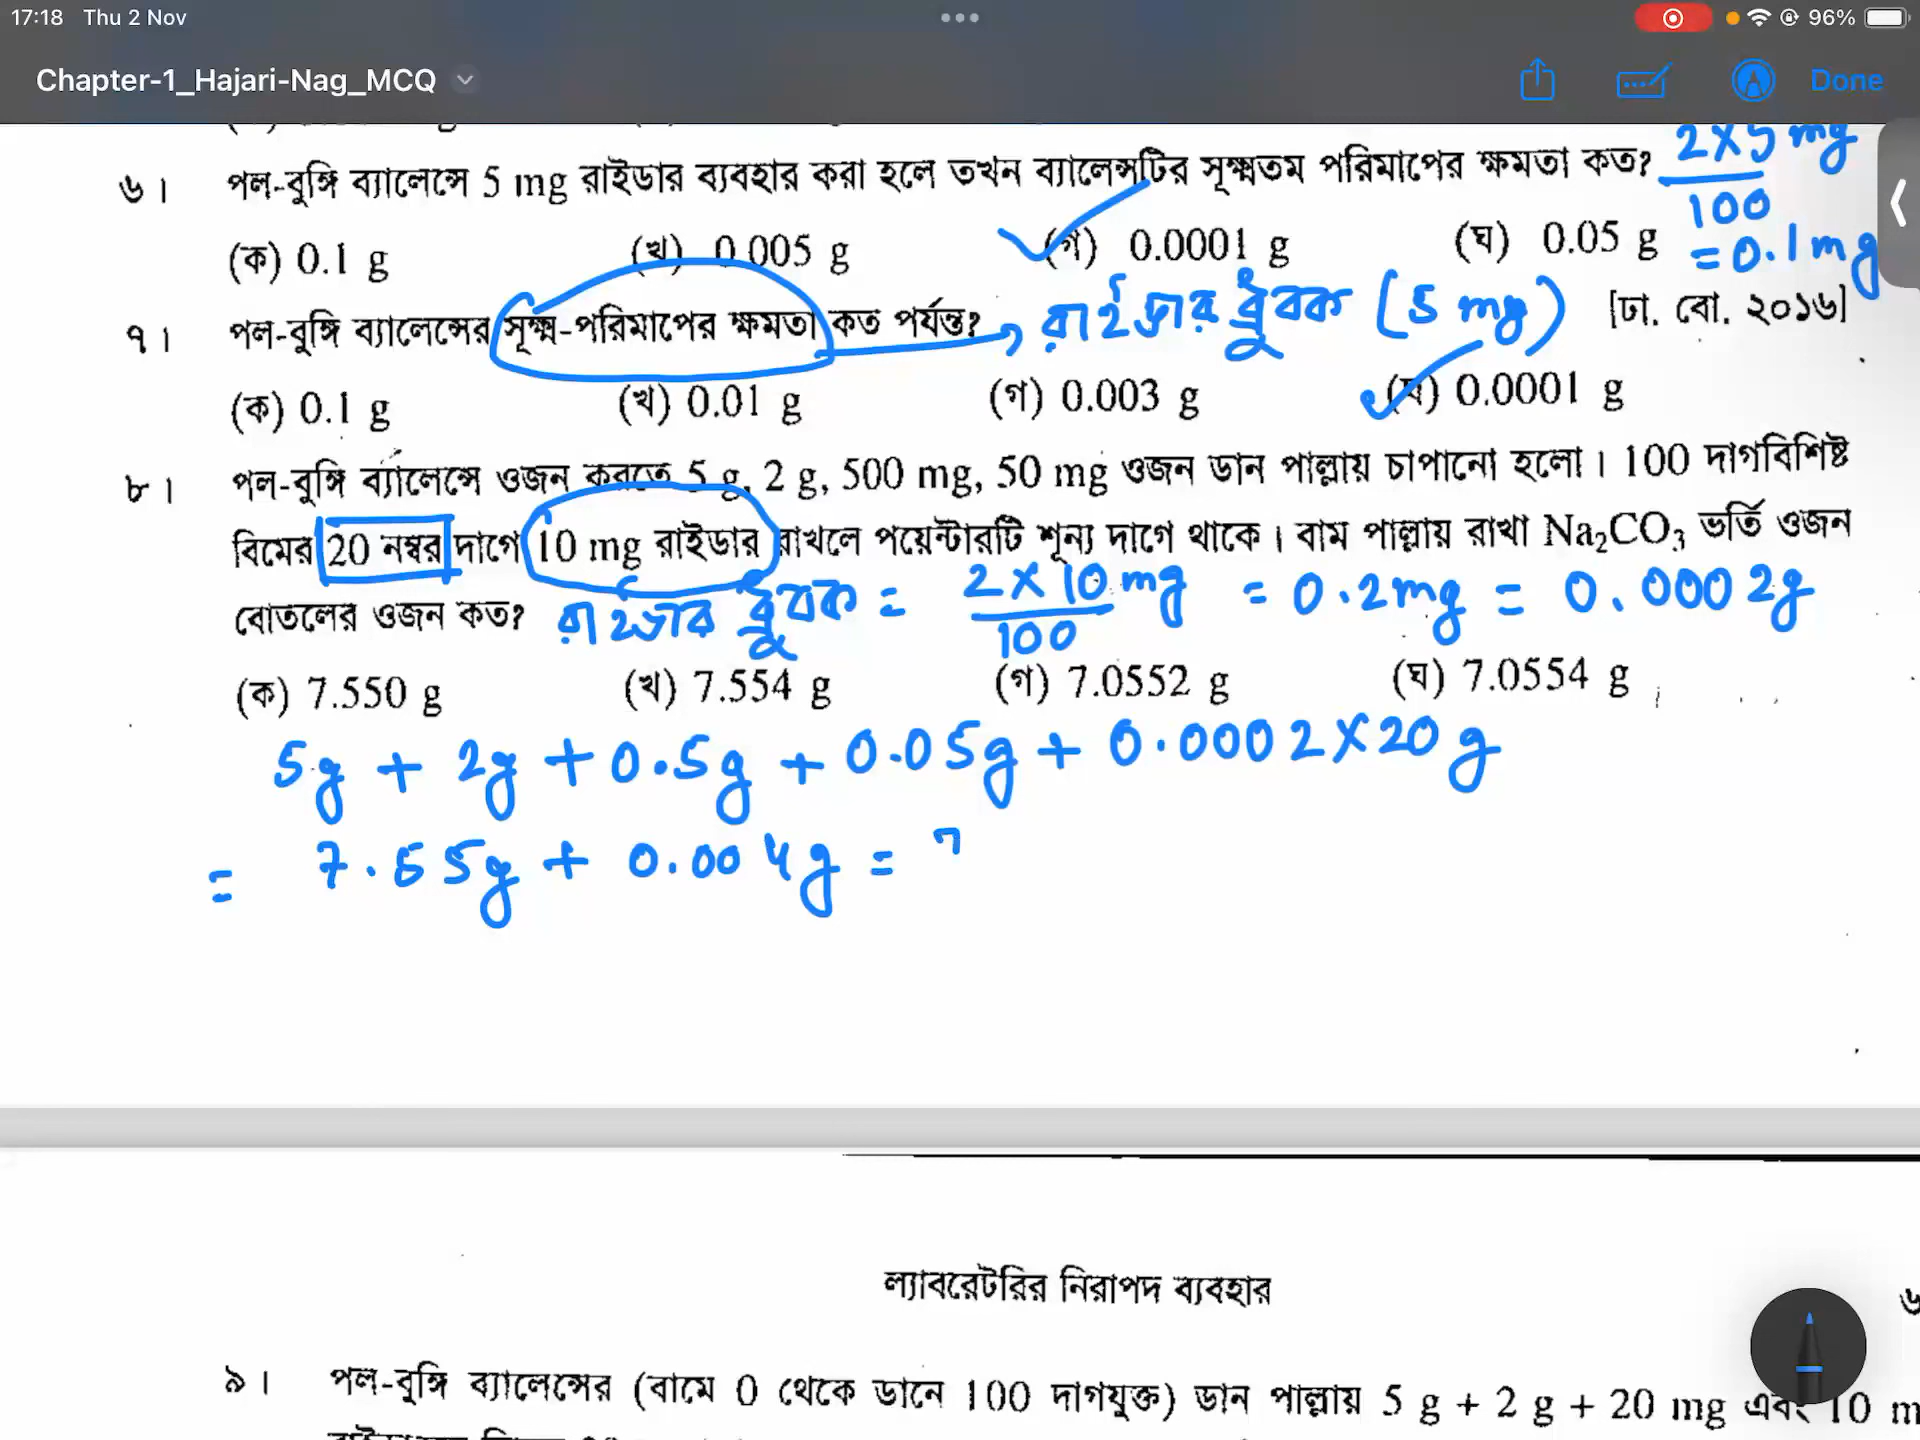 17:18 Thu 2 Nov 96%
Chapter-1_Hajari-Nag_MCQ Done
৬। পল-বুঙ্গি ব্যালেন্সে 5 mg রাইডার ব্যবহার করা হলে তখন ব্যালেন্সটির সূক্ষ্মতম পরিমাপের ক্ষমতা কত? 2×5 mg
100
(ক) 0.1 g (খ) 0.005 g (গ) 0.0001 g (ঘ) 0.05 g = 0.1 mg
৭। পল-বুঙ্গি ব্যালেন্সের সূক্ষ্ম-পরিমাপের ক্ষমতা কত পর্যন্ত? রাইডার ধ্রুবক (5 mg) [ঢা. বো. ২০১৬]
(ক) 0.1 g (খ) 0.01 g (গ) 0.003 g (ঘ) 0.0001 g
৮। পল-বুঙ্গি ব্যালেন্সে ওজন করতে 5 g, 2 g, 500 mg, 50 mg ওজন ডান পাল্লায় চাপানো হলো। 100 দাগবিশিষ্ট
বিমের 20 নম্বর দাগে 10 mg রাইডার রাখলে পয়েন্টারটি শূন্য দাগে থাকে। বাম পাল্লায় রাখা Na₂CO₃ ভর্তি ওজন
বোতলের ওজন কত? রাইডার ধ্রুবক = 2×10 mg = 0.2mg = 0.0002g
100
(ক) 7.550 g (খ) 7.554 g (গ) 7.0552 g (ঘ) 7.0554 g
5g + 2g + 0.5g + 0.05g + 0.0002×20 g
= 7.55g + 0.004g = 7
ল্যাবরেটরির নিরাপদ ব্যবহার
৯। পল-বুঙ্গি ব্যালেন্সের (বামে 0 থেকে ডানে 100 দাগযুক্ত) ডান পাল্লায় 5 g + 2 g + 20 mg এবং 10 m